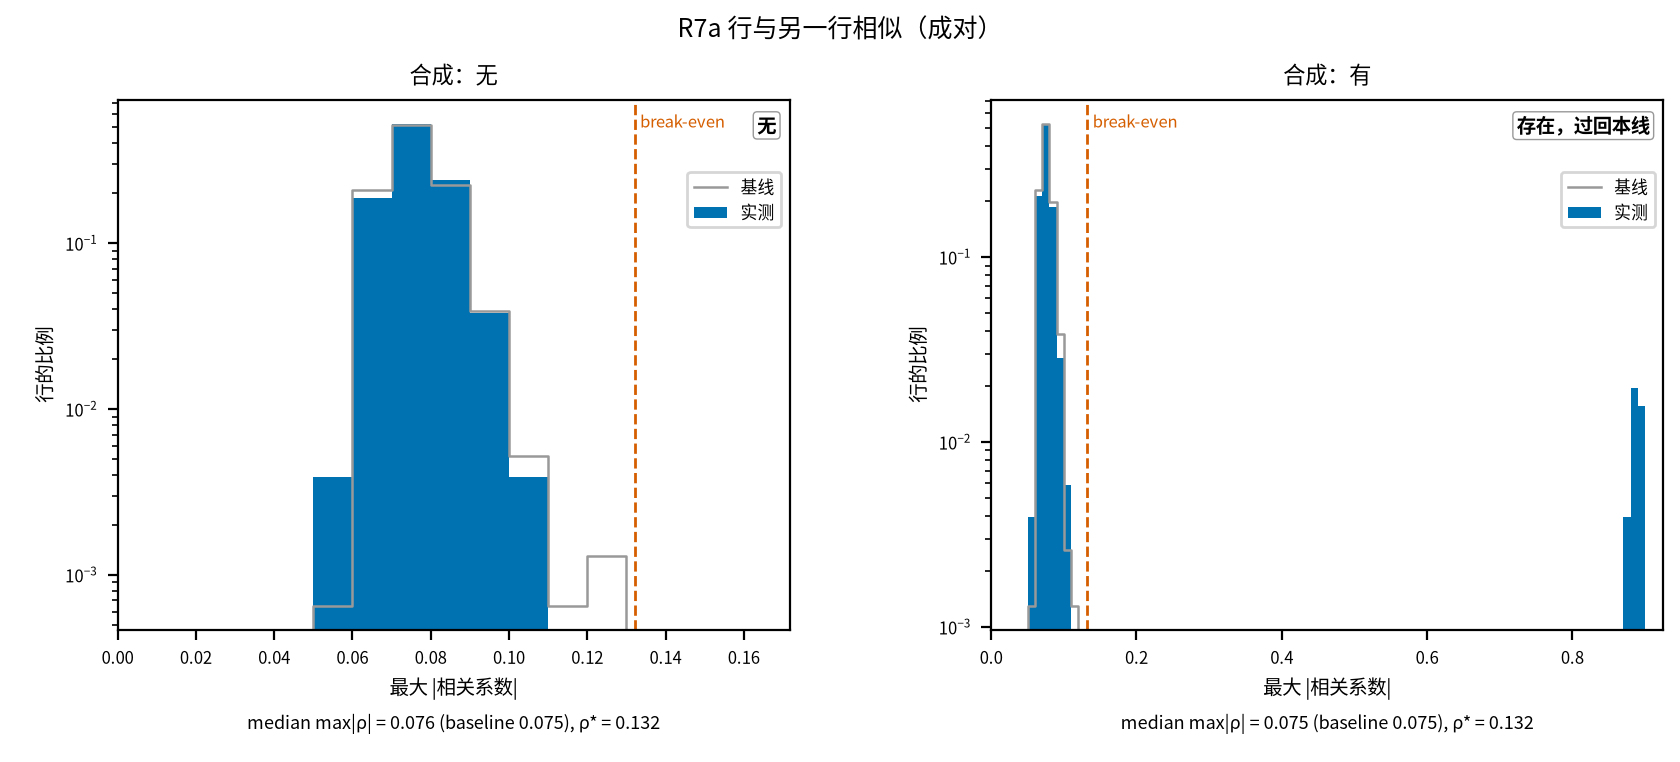 R7a 行与另一行相似（成对）
合成：无
break-even
无
基线
实测
10⁻¹
10⁻²
10⁻³
行的比例
0.00 0.02 0.04 0.06 0.08 0.10 0.12 0.14 0.16
最大 |相关系数|
median max|ρ| = 0.076 (baseline 0.075), ρ* = 0.132
合成：有
break-even
存在，过回本线
基线
实测
10⁻¹
10⁻²
10⁻³
行的比例
0.0 0.2 0.4 0.6 0.8
最大 |相关系数|
median max|ρ| = 0.075 (baseline 0.075), ρ* = 0.132